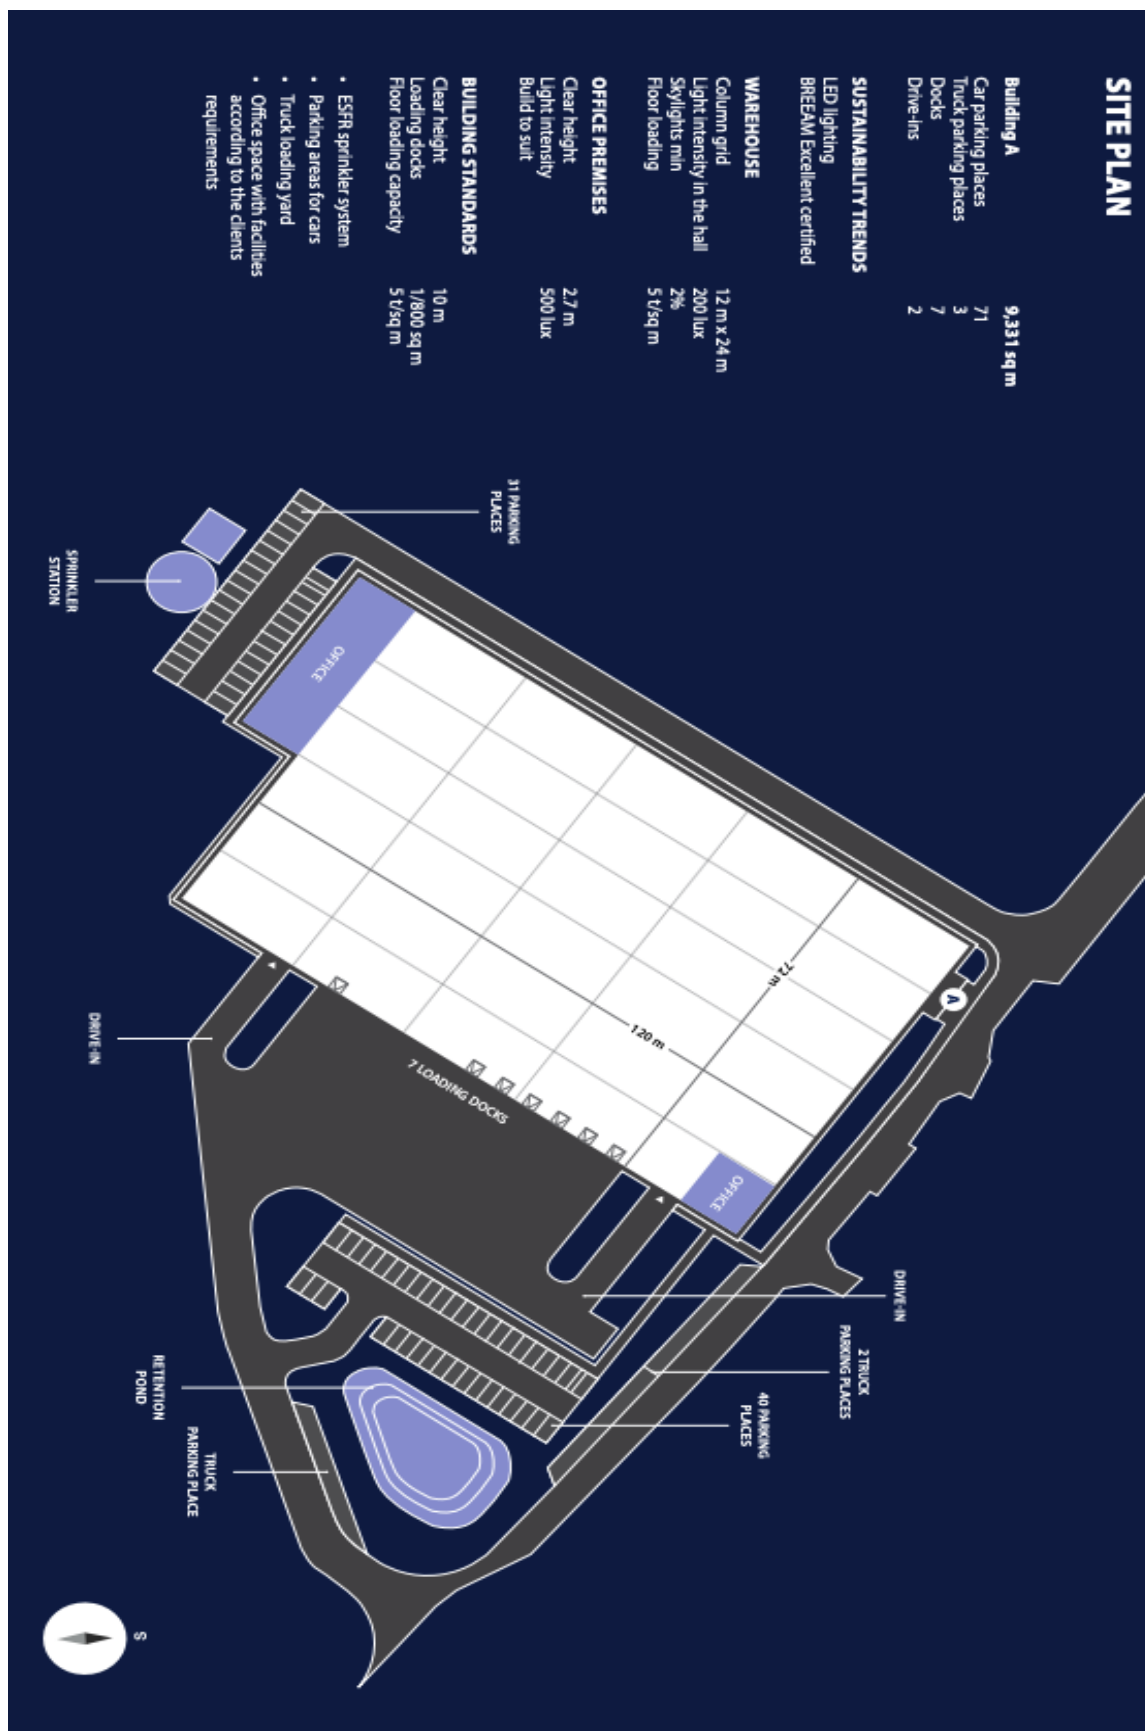 SITE PLAN
Building A 9,331 sq m
Car parking places 71
Truck parking places 3
Docks 7
Drive-ins 2
SUSTAINABILITY TRENDS
LED lighting
BREEAM Excellent certified
WAREHOUSE
Column grid 12 m x 24 m
Light intensity in the hall 200 lux
Skylights min 2%
Floor loading 5 t/sq m
OFFICE PREMISES
Clear height 2.7 m
Light intensity 500 lux
Build to suit
BUILDING STANDARDS
Clear height 10 m
Loading docks 1/800 sq m
Floor loading capacity 5 t/sq m
• ESFR sprinkler system
• Parking areas for cars
• Truck loading yard
• Office space with facilities
according to the clients
requirements
31 PARKING
PLACES
SPRINKLER
STATION
OFFICE
A
72 m
120 m
7 LOADING DOCKS
OFFICE
DRIVE-IN
DRIVE-IN
2 TRUCK
PARKING PLACES
40 PARKING
PLACES
RETENTION
POND
TRUCK
PARKING PLACE
S